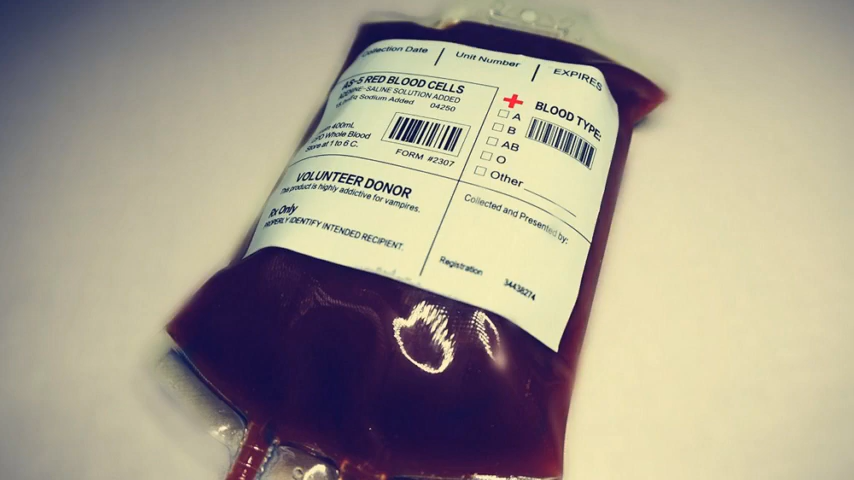 Collection Date | Unit Number | EXPIRES
AS-5 RED BLOOD CELLS
ADENINE-SALINE SOLUTION ADDED
Sodium Added 04250
400mL
Whole Blood
Store at 1 to 6 C.
FORM #2307
BLOOD TYPE:
A
B
AB
O
Other
VOLUNTEER DONOR
This product is highly addictive for vampires.
Rx Only
PROPERLY IDENTIFY INTENDED RECIPIENT.
Collected and Presented by:
Registration 34438274